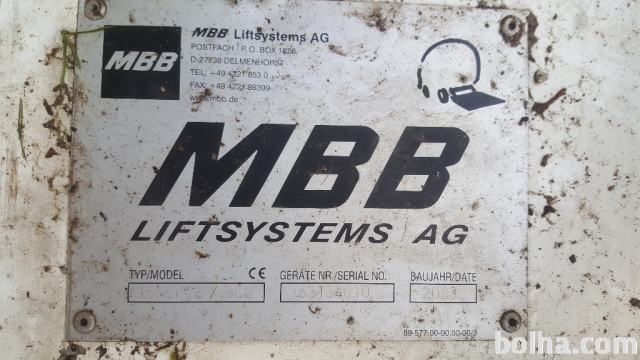 MBB
MBB Liftsystems AG
POSTFACH / P.O. BOX 1828,
D-27738 DELMENHORST
TEL: +49 4221 853 0
FAX: +49 4221 89399
www.mbb.de
MBB
LIFTSYSTEMS AG
TYP/MODEL CE GERÄTE NR./SERIAL NO. BAUJAHR/DATE
89-577.00-00.00-00/3
bolha.com